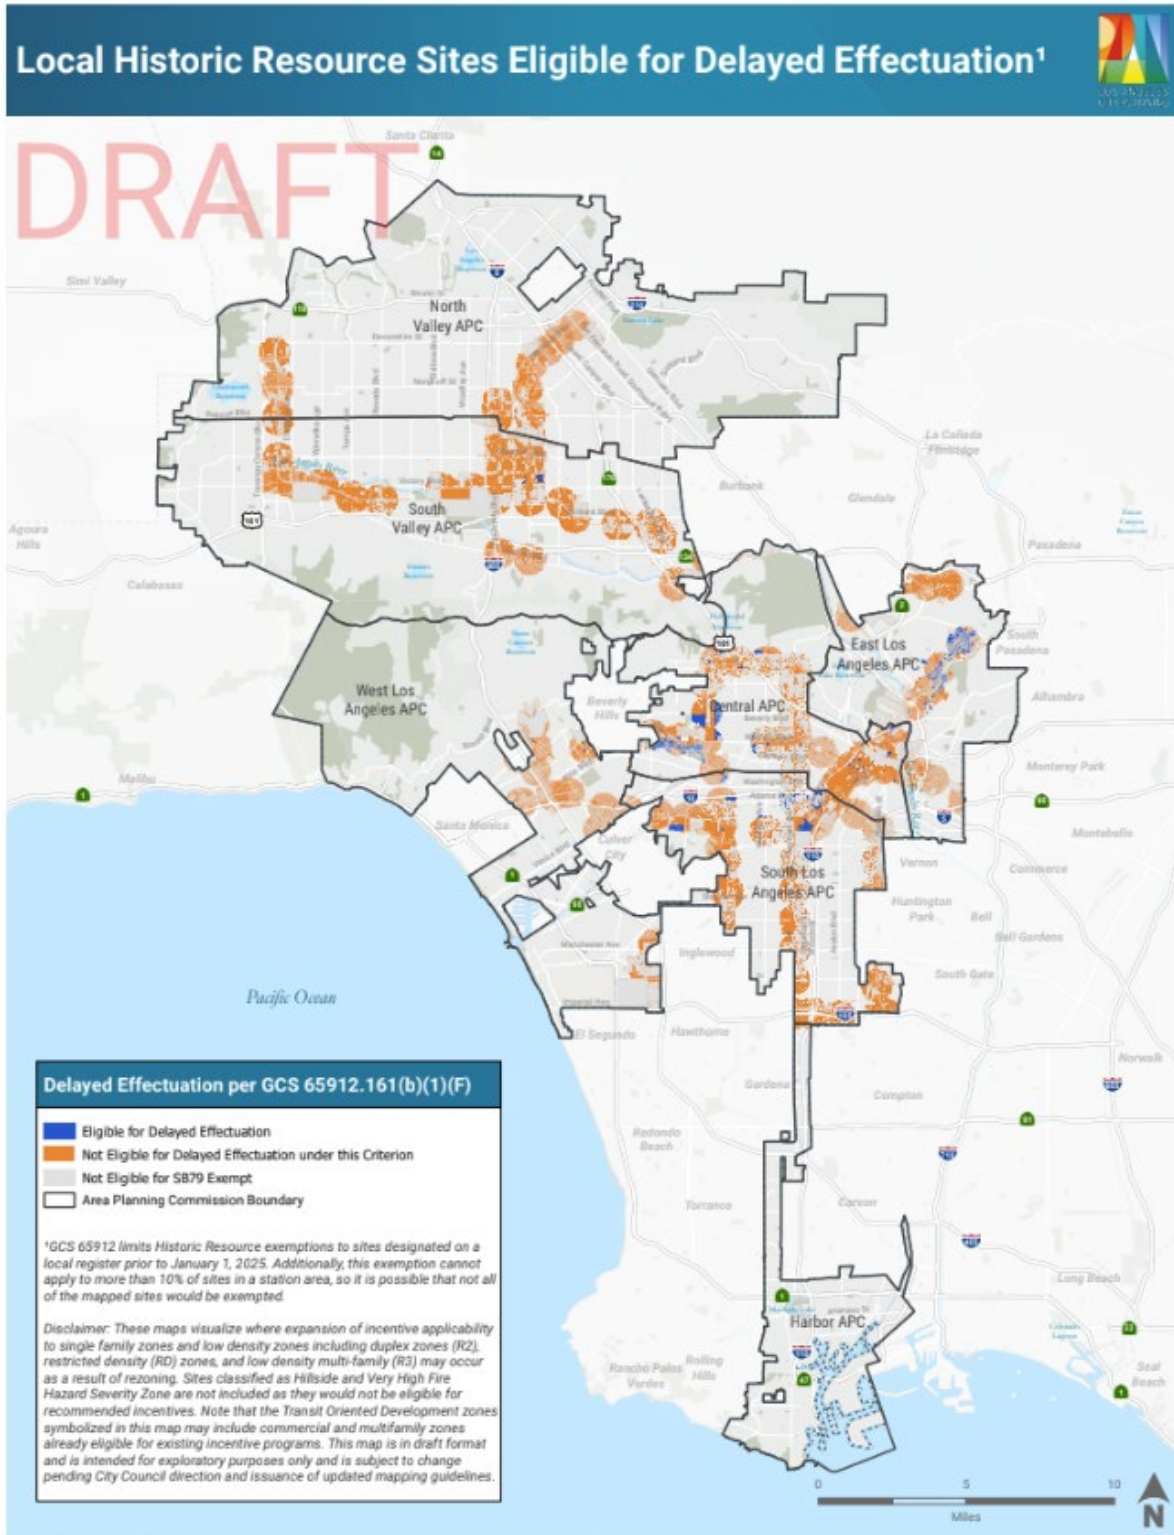 Local Historic Resource Sites Eligible for Delayed Effectuation¹
DRAFT
Santa Clarita
Simi Valley
North
Valley APC
La Cañada
Flintridge
Burbank
Glendale
South
Valley APC
Agoura
Hills
Calabasas
Pasadena
South
Pasadena
East Los
Angeles APC
West Los
Angeles APC
Beverly
Hills
Central APC
Alhambra
Monterey Park
Malibu
Santa Monica
Culver
City
Montebello
Vernon
Commerce
South Los
Angeles APC
Huntington
Park
Bell
Bell Gardens
Manchester Ave
Inglewood
South Gate
Imperial Hwy
Pacific Ocean
El Segundo
Hawthorne
Norwalk
Gardena
Compton
Redondo
Beach
Torrance
Carson
Long Beach
Harbor APC
Rancho Palos
Verdes
Rolling
Hills
Seal
Beach
Delayed Effectuation per GCS 65912.161(b)(1)(F)
Eligible for Delayed Effectuation
Not Eligible for Delayed Effectuation under this Criterion
Not Eligible for SB79 Exempt
Area Planning Commission Boundary
¹GCS 65912 limits Historic Resource exemptions to sites designated on a
local register prior to January 1, 2025. Additionally, this exemption cannot
apply to more than 10% of sites in a station area, so it is possible that not all
of the mapped sites would be exempted.
Disclaimer: These maps visualize where expansion of incentive applicability
to single family zones and low density zones including duplex zones (R2),
restricted density (RD) zones, and low density multi-family (R3) may occur
as a result of rezoning. Sites classified as Hillside and Very High Fire
Hazard Severity Zone are not included as they would not be eligible for
recommended incentives. Note that the Transit Oriented Development zones
symbolized in this map may include commercial and multifamily zones
already eligible for existing incentive programs. This map is in draft format
and is intended for exploratory purposes only and is subject to change
pending City Council direction and issuance of updated mapping guidelines.
0 5 10
Miles
N